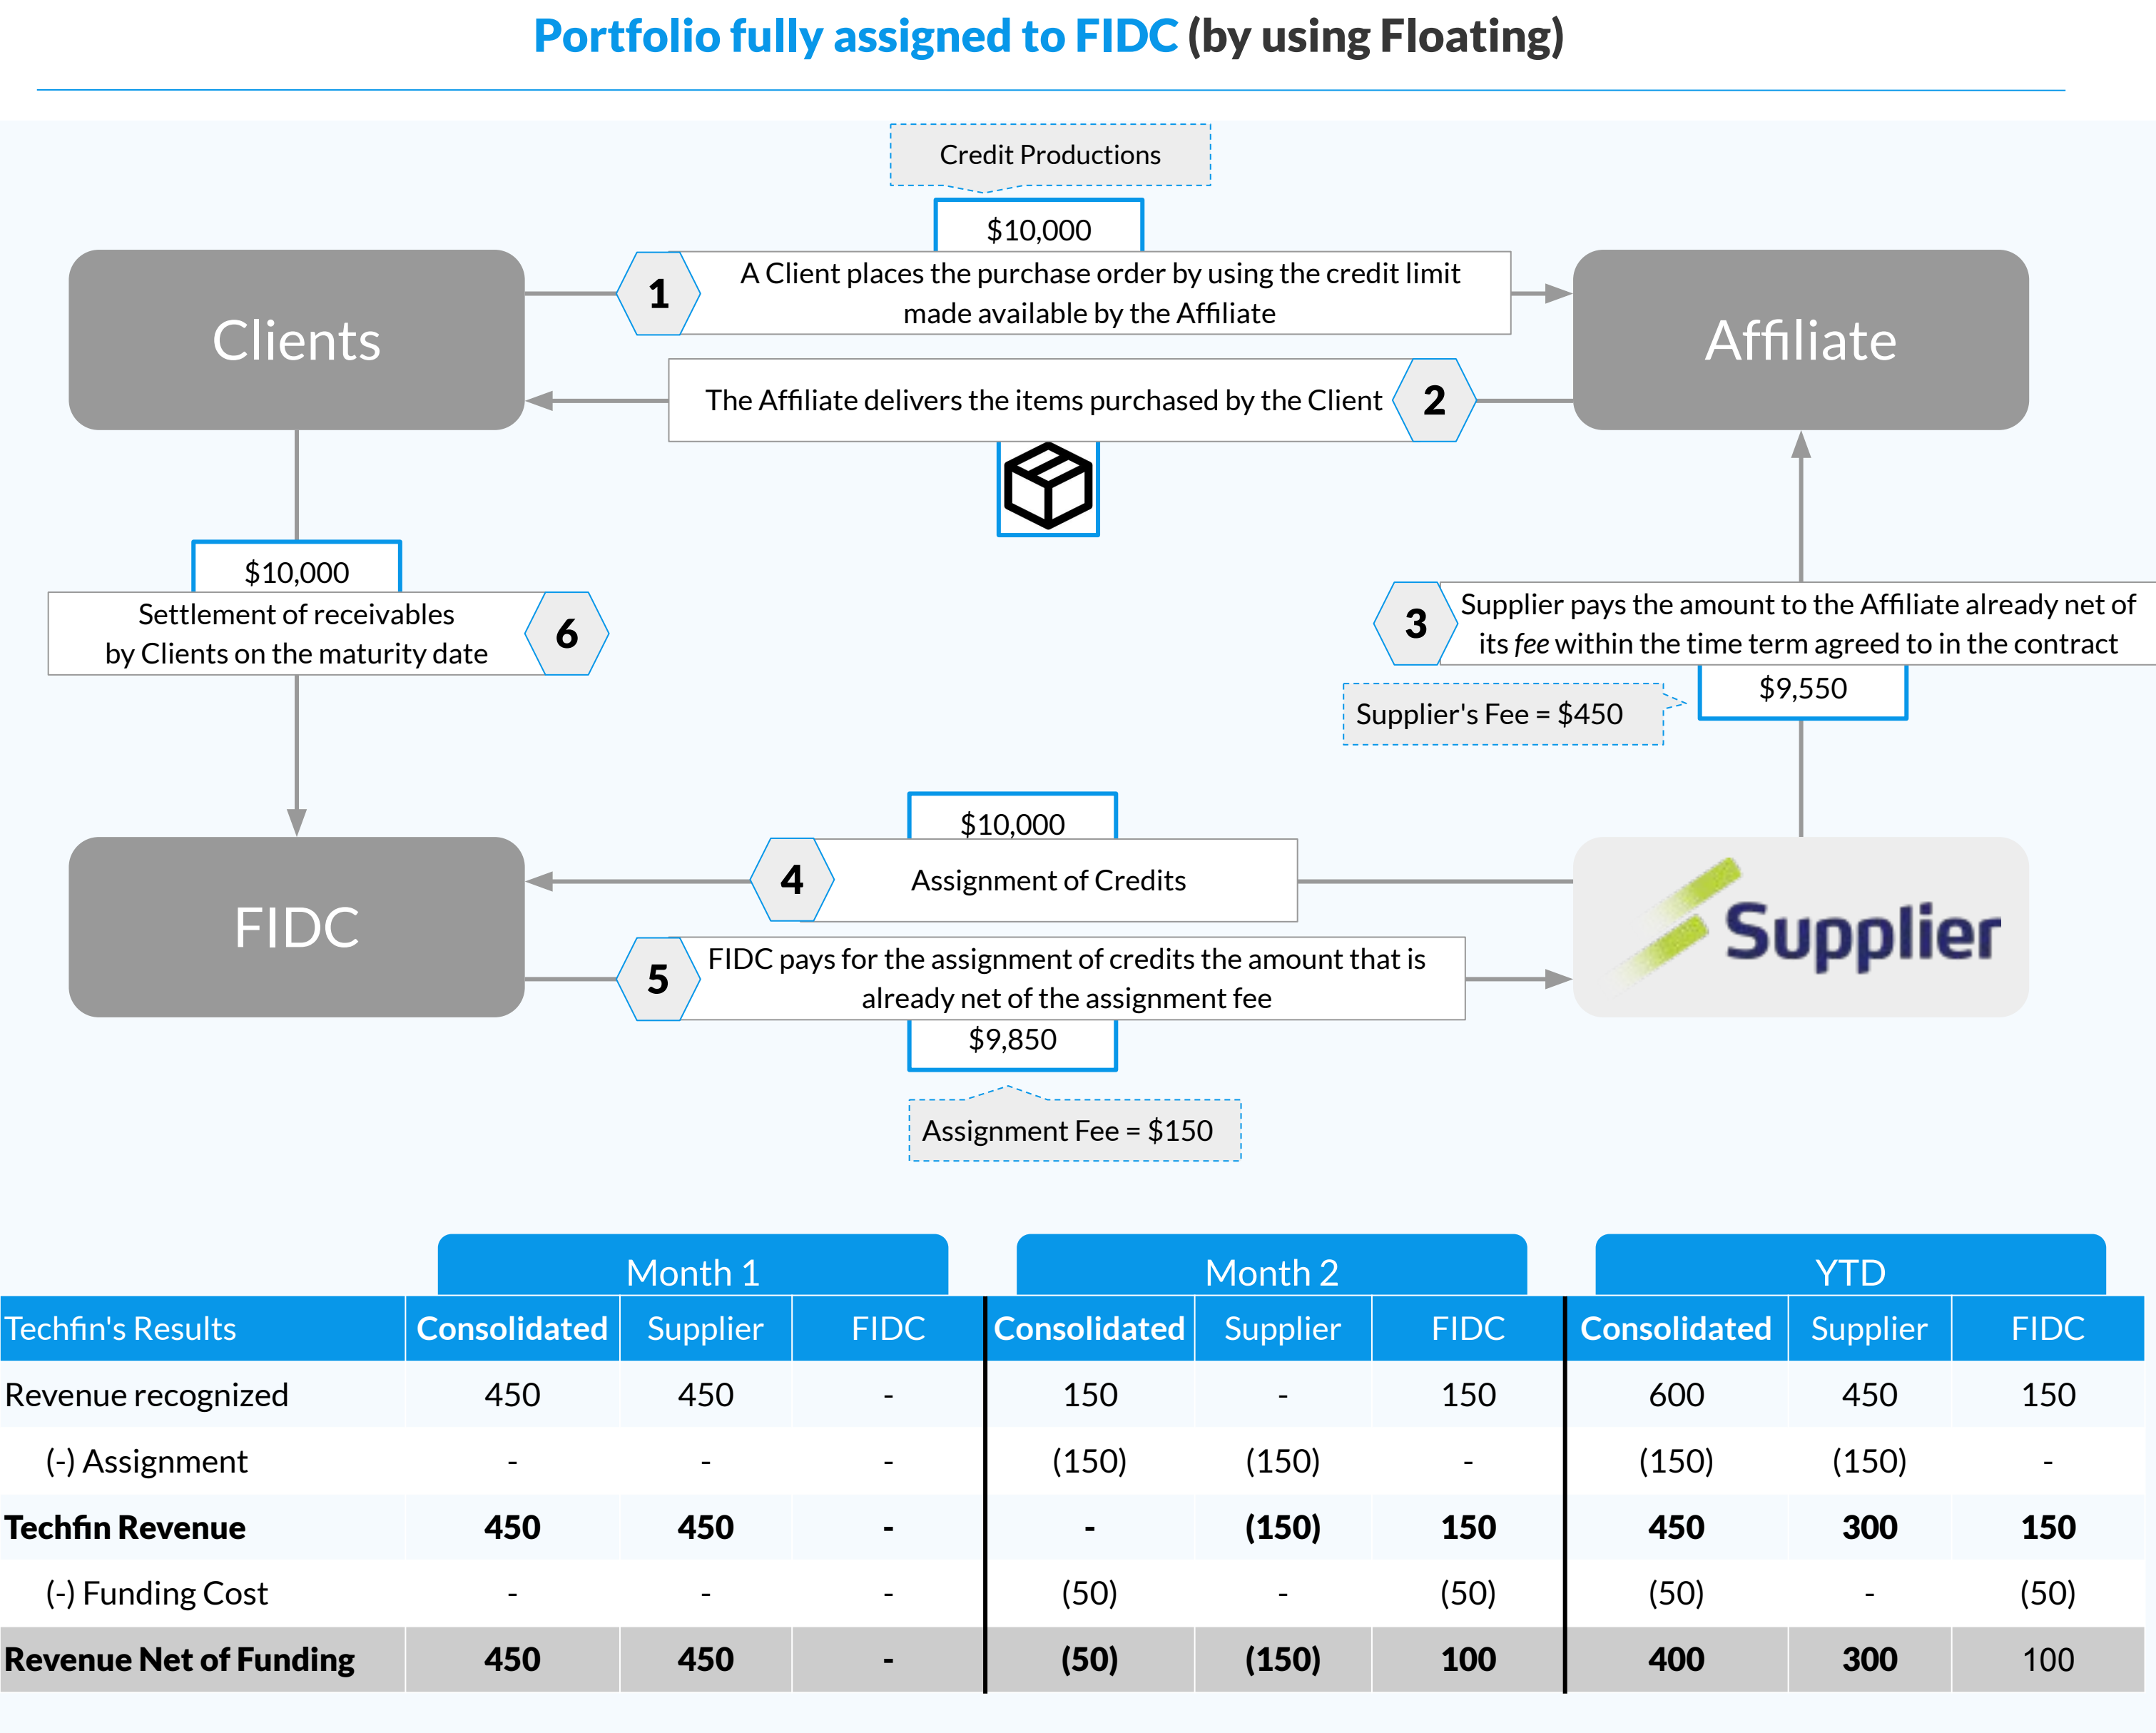 Portfolio fully assigned to FIDC (by using Floating)
Credit Productions
$10,000
Clients
1
A Client places the purchase order by using the credit limit
made available by the Affiliate
Affiliate
The Affiliate delivers the items purchased by the Client
2
$10,000
Settlement of receivables
by Clients on the maturity date
6
3
Supplier pays the amount to the Affiliate already net of
its fee within the time term agreed to in the contract
$9,550
Supplier's Fee = $450
$10,000
4
Assignment of Credits
FIDC
Supplier
5
FIDC pays for the assignment of credits the amount that is
already net of the assignment fee
$9,850
Assignment Fee = $150
Month 1 Month 2 YTD
Techfin's Results Consolidated Supplier FIDC Consolidated Supplier FIDC Consolidated Supplier FIDC
Revenue recognized 450 450 - 150 - 150 600 450 150
(-) Assignment - - - (150) (150) - (150) (150) -
Techfin Revenue 450 450 - - (150) 150 450 300 150
(-) Funding Cost - - - (50) - (50) (50) - (50)
Revenue Net of Funding 450 450 - (50) (150) 100 400 300 100